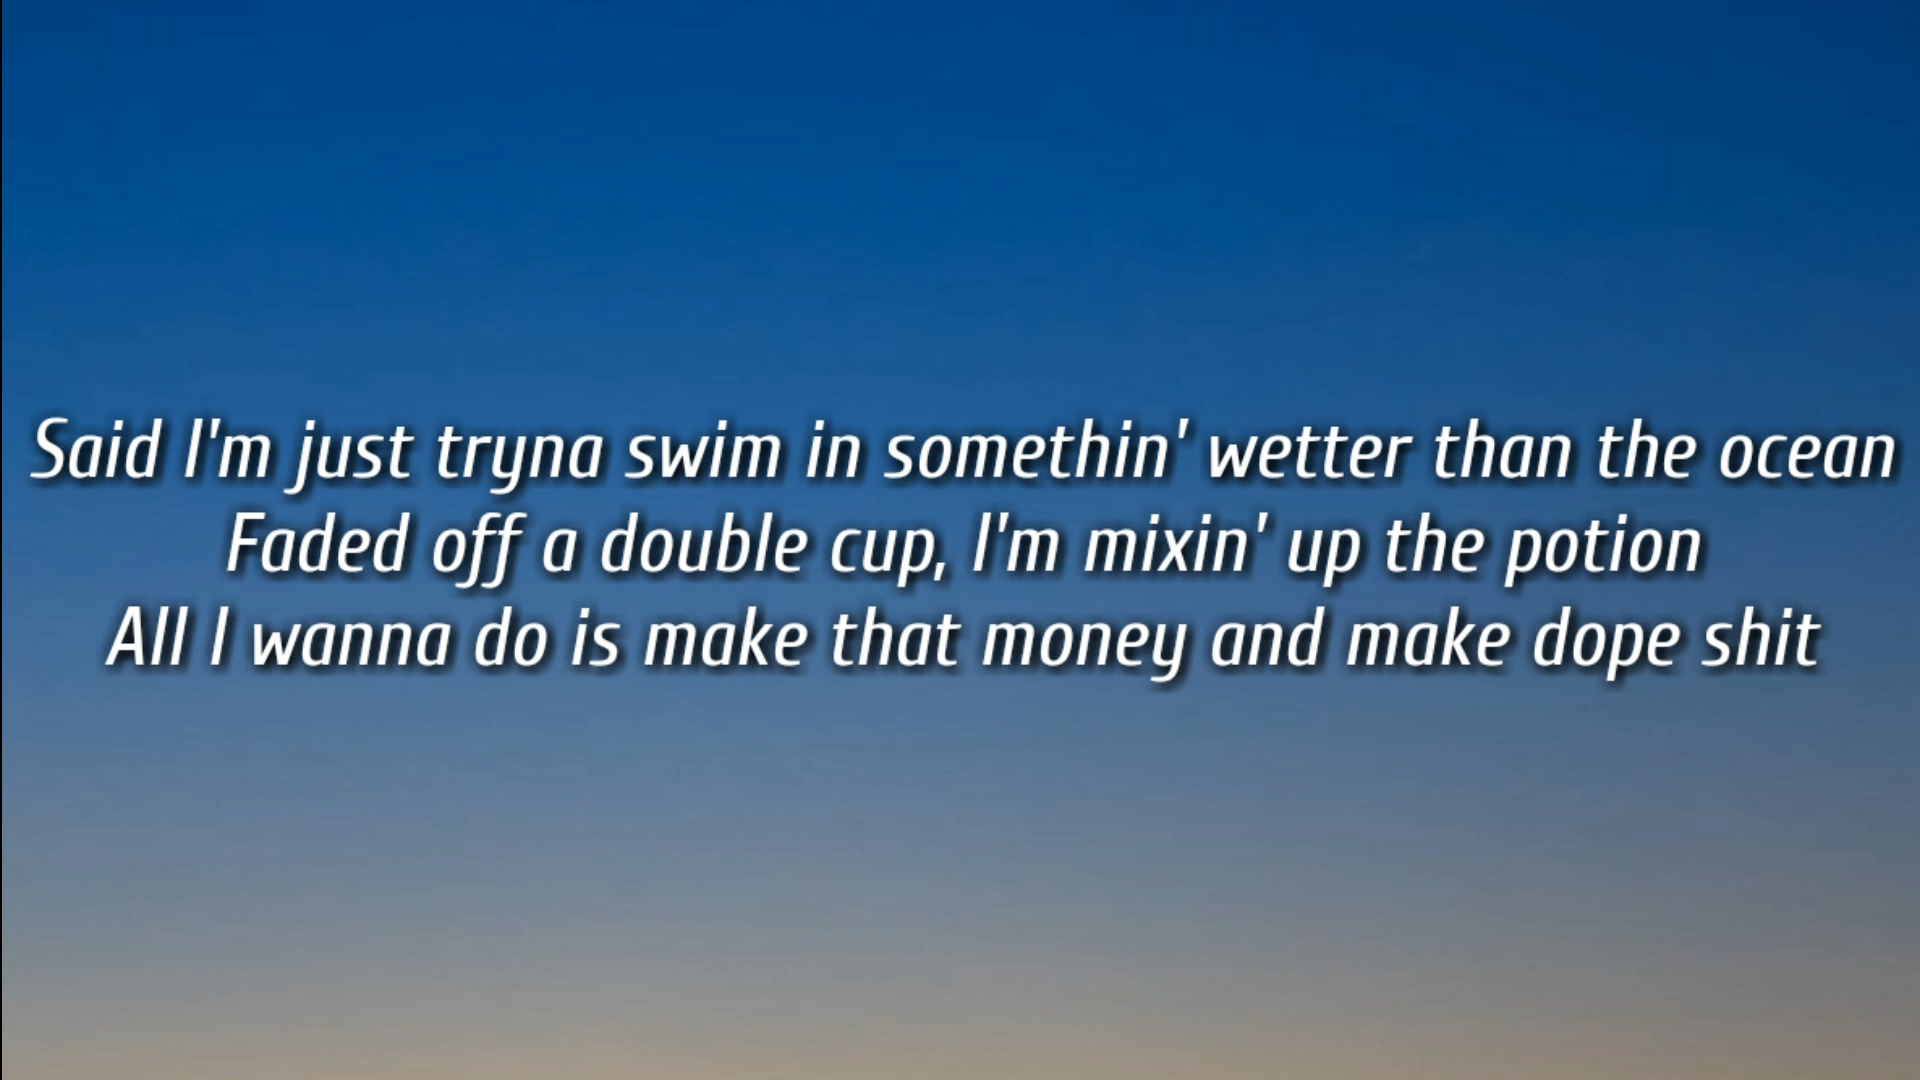 Said I'm just tryna swim in somethin' wetter than the ocean
Faded off a double cup, I'm mixin' up the potion
All I wanna do is make that money and make dope shit